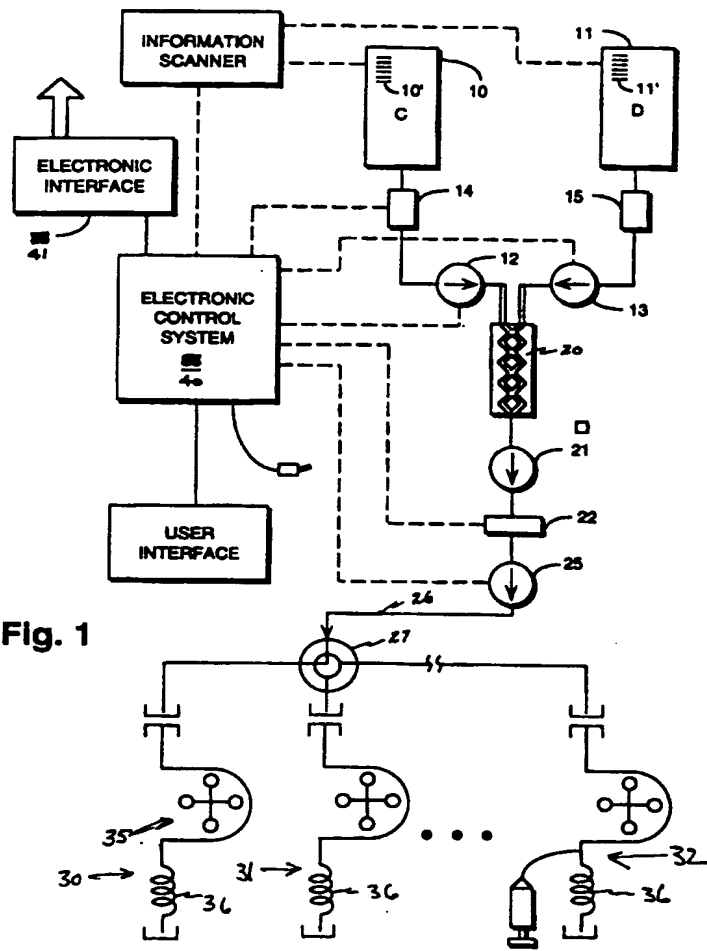 INFORMATION
SCANNER
11
10'
10
C
11'
D
ELECTRONIC
INTERFACE
41
14
15
12
13
ELECTRONIC
CONTROL
SYSTEM
40
20
21
22
USER
INTERFACE
25
26
27
Fig. 1
35
30
36
31
36
32
36